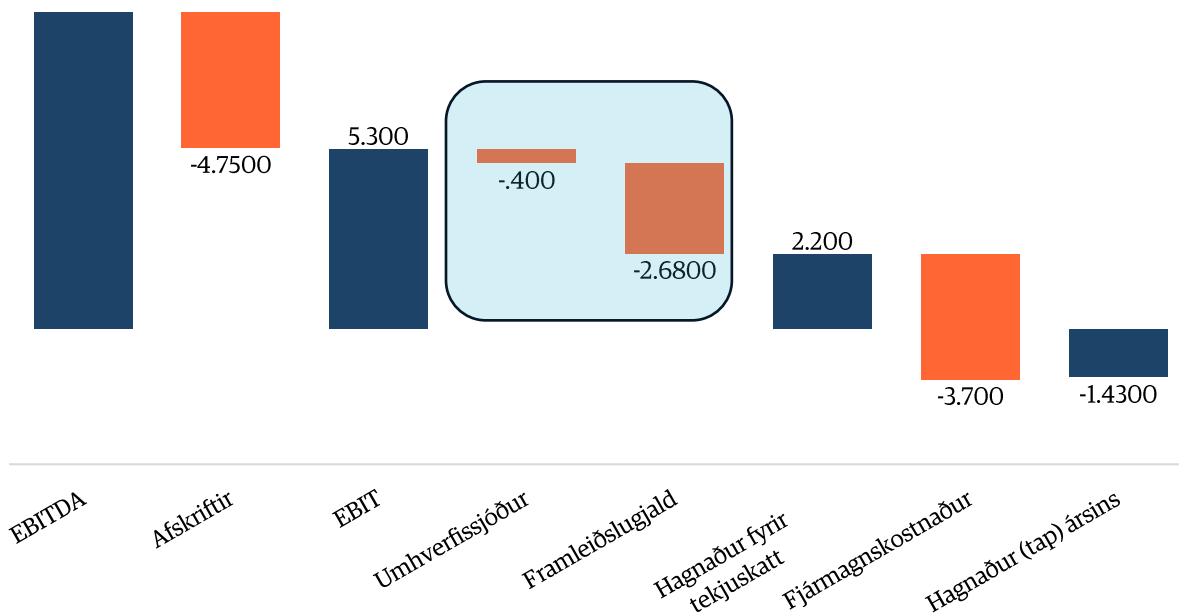 5.300
-4.7500
-.400
2.200
-2.6800
-3.700
-1.4300
EBITDA
Afskriftir
EBIT
Umhverfissjóður
Framleiðslugjald
Hagnaður fyrir
tekjuskatt
Fjármagnskostnaður
Hagnaður (tap) ársins